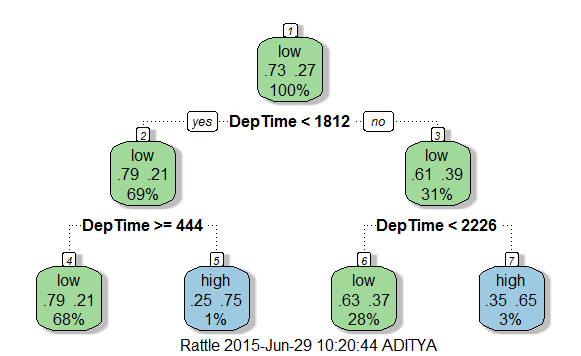 1
low
.73 .27
100%
yes DepTime < 1812 no
2
low
.79 .21
69%
3
low
.61 .39
31%
DepTime >= 444
DepTime < 2226
4
low
.79 .21
68%
5
high
.25 .75
1%
6
low
.63 .37
28%
7
high
.35 .65
3%
Rattle 2015-Jun-29 10:20:44 ADITYA